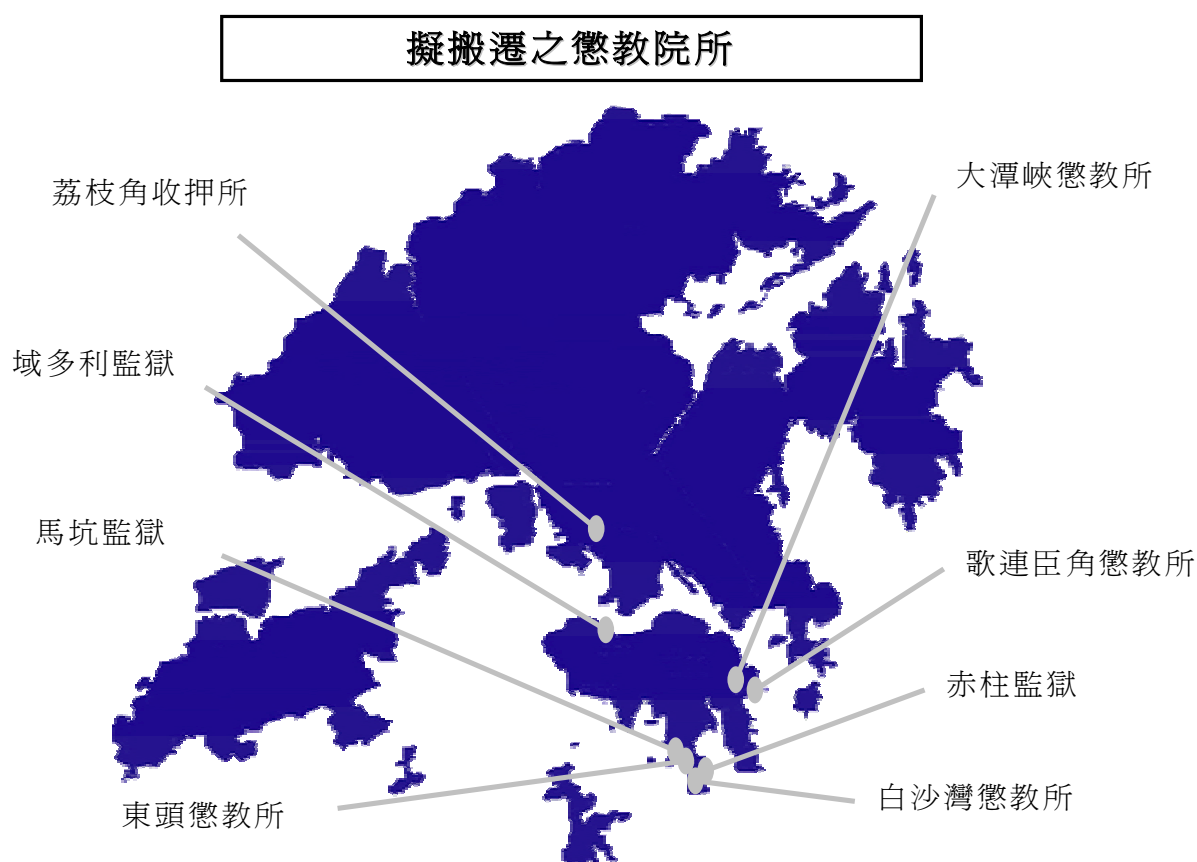 擬搬遷之懲教院所
大潭峽懲教所
荔枝角收押所
域多利監獄
馬坑監獄
歌連臣角懲教所
赤柱監獄
白沙灣懲教所
東頭懲教所